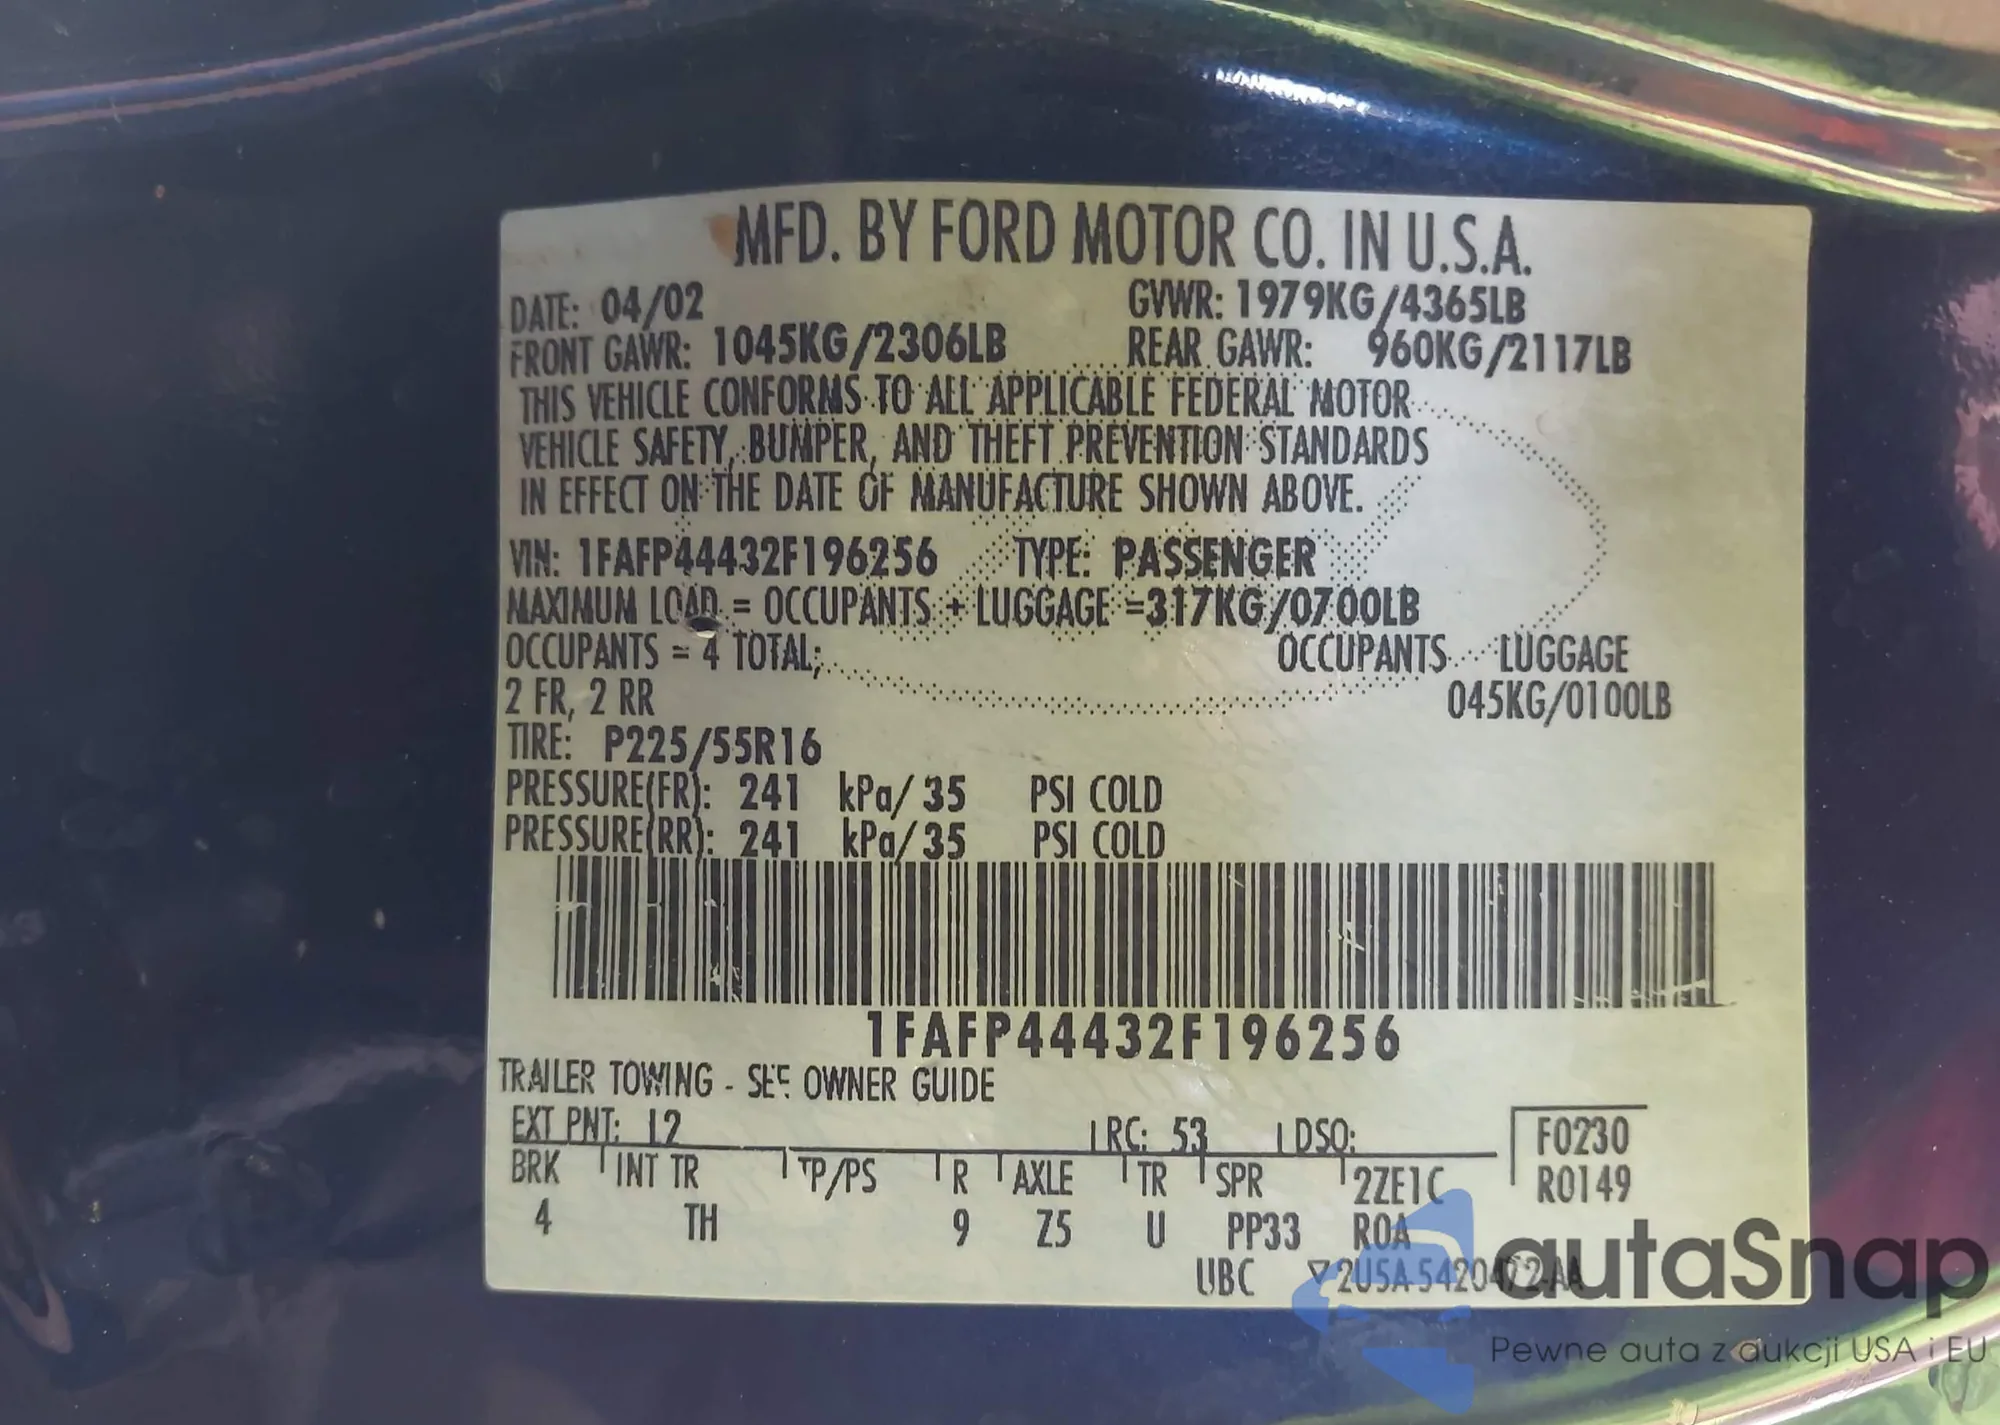 MFD. BY FORD MOTOR CO. IN U.S.A.
DATE: 04/02 GVWR: 1979KG/4365LB
FRONT GAWR: 1045KG/2306LB REAR GAWR: 960KG/2117LB
THIS VEHICLE CONFORMS TO ALL APPLICABLE FEDERAL MOTOR
VEHICLE SAFETY, BUMPER, AND THEFT PREVENTION STANDARDS
IN EFFECT ON THE DATE OF MANUFACTURE SHOWN ABOVE.
VIN: 1FAFP44432F196256 TYPE: PASSENGER
MAXIMUM LOAD = OCCUPANTS + LUGGAGE =317KG/0700LB
OCCUPANTS = 4 TOTAL; OCCUPANTS LUGGAGE
2 FR, 2 RR 045KG/0100LB
TIRE: P225/55R16
PRESSURE(FR): 241 kPa/ 35 PSI COLD
PRESSURE(RR): 241 kPa/ 35 PSI COLD
1FAFP44432F196256
TRAILER TOWING - SEE OWNER GUIDE
EXT PNT: L2 RC: 53 DSO: F0230
BRK INT TR TP/PS R AXLE TR SPR 2ZE1C R0149
4 TH 9 Z5 U PP33 ROA
UBC ▽2U5A-5420472-AA
autaSnap
Pewne auta z aukcji USA i EU